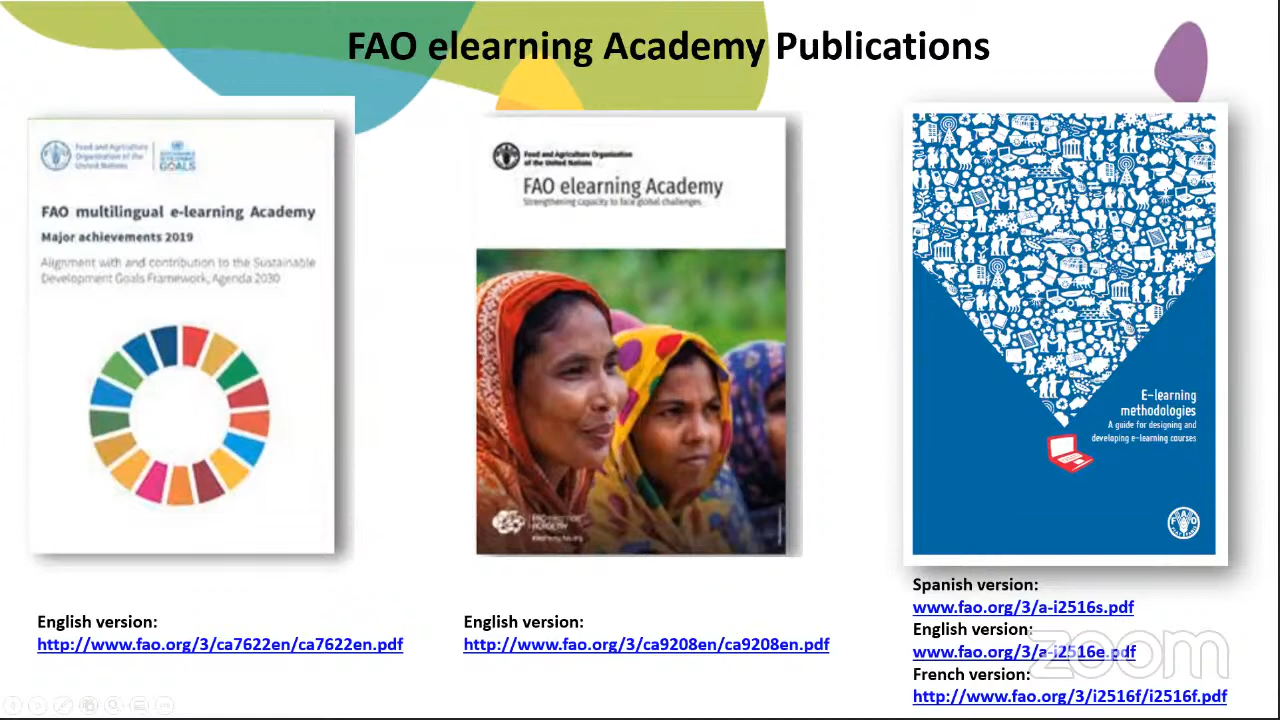 FAO elearning Academy Publications
Food and Agriculture
Organization of the
United Nations
SUSTAINABLE
DEVELOPMENT
GOALS
FAO multilingual e-learning Academy
Major achievements 2019
Alignment with and contribution to the Sustainable
Development Goals Framework, Agenda 2030
English version:
http://www.fao.org/3/ca7622en/ca7622en.pdf
Food and Agriculture Organization
of the United Nations
FAO elearning Academy
Strengthening capacity to face global challenges
English version:
http://www.fao.org/3/ca9208en/ca9208en.pdf
E-learning
methodologies
A guide for designing and
developing e-learning courses
FAO
Spanish version:
www.fao.org/3/a-i2516s.pdf
English version:
www.fao.org/3/a-i2516e.pdf
French version:
http://www.fao.org/3/i2516f/i2516f.pdf
zoom